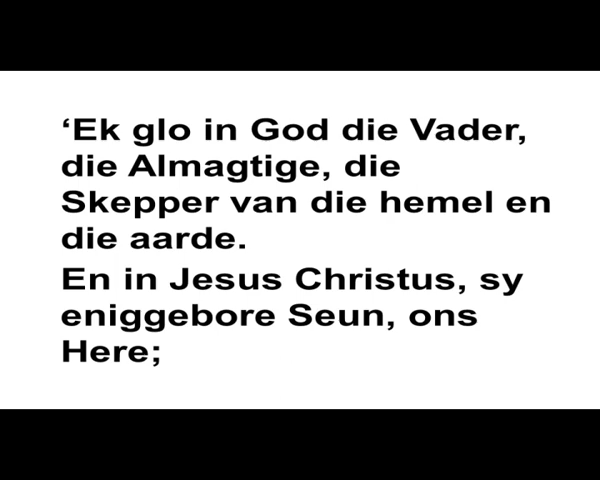 ‘Ek glo in God die Vader,
die Almagtige, die
Skepper van die hemel en
die aarde.
En in Jesus Christus, sy
eniggebore Seun, ons
Here;